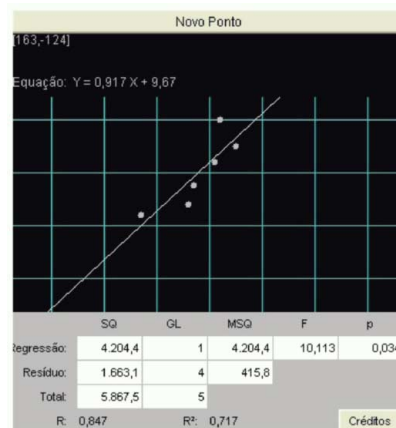 Novo Ponto
[163,-124]
Equação: Y = 0,917 X + 9,67
SQ GL MSQ F p
Regressão: 4.204,4 1 4.204,4 10,113 0,034
Resíduo: 1.663,1 4 415,8
Total: 5.867,5 5
R: 0,847 R²: 0,717 Créditos